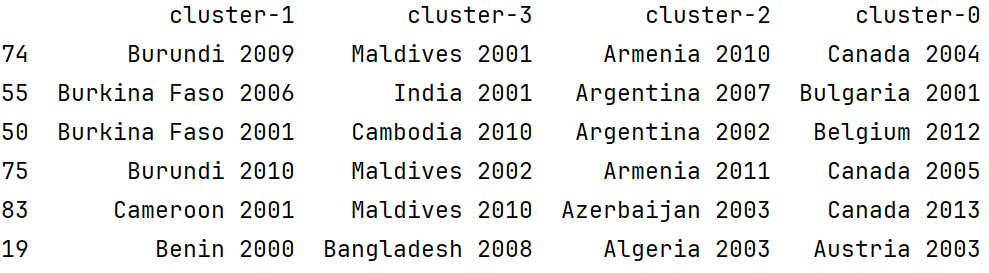 cluster-1 cluster-3 cluster-2 cluster-0
74 Burundi 2009 Maldives 2001 Armenia 2010 Canada 2004
55 Burkina Faso 2006 India 2001 Argentina 2007 Bulgaria 2001
50 Burkina Faso 2001 Cambodia 2010 Argentina 2002 Belgium 2012
75 Burundi 2010 Maldives 2002 Armenia 2011 Canada 2005
83 Cameroon 2001 Maldives 2010 Azerbaijan 2003 Canada 2013
19 Benin 2000 Bangladesh 2008 Algeria 2003 Austria 2003